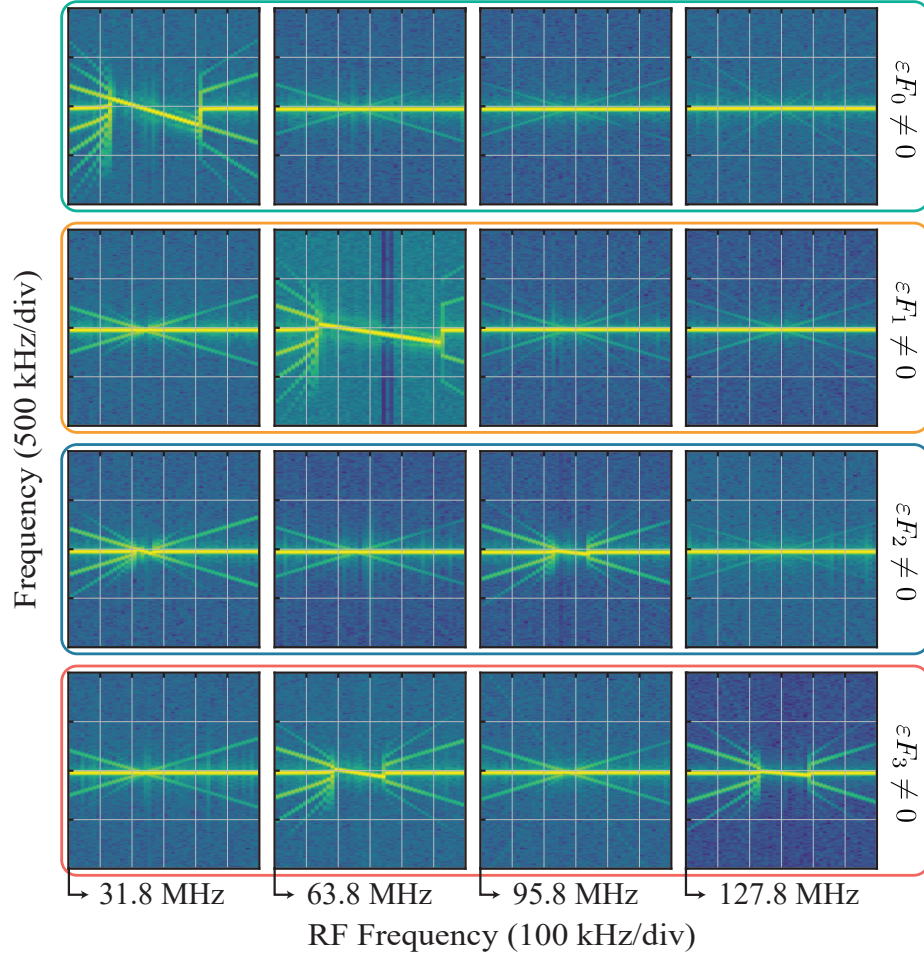 εF₀ ≠ 0
εF₁ ≠ 0
εF₂ ≠ 0
εF₃ ≠ 0
Frequency (500 kHz/div)
31.8 MHz
63.8 MHz
95.8 MHz
127.8 MHz
RF Frequency (100 kHz/div)